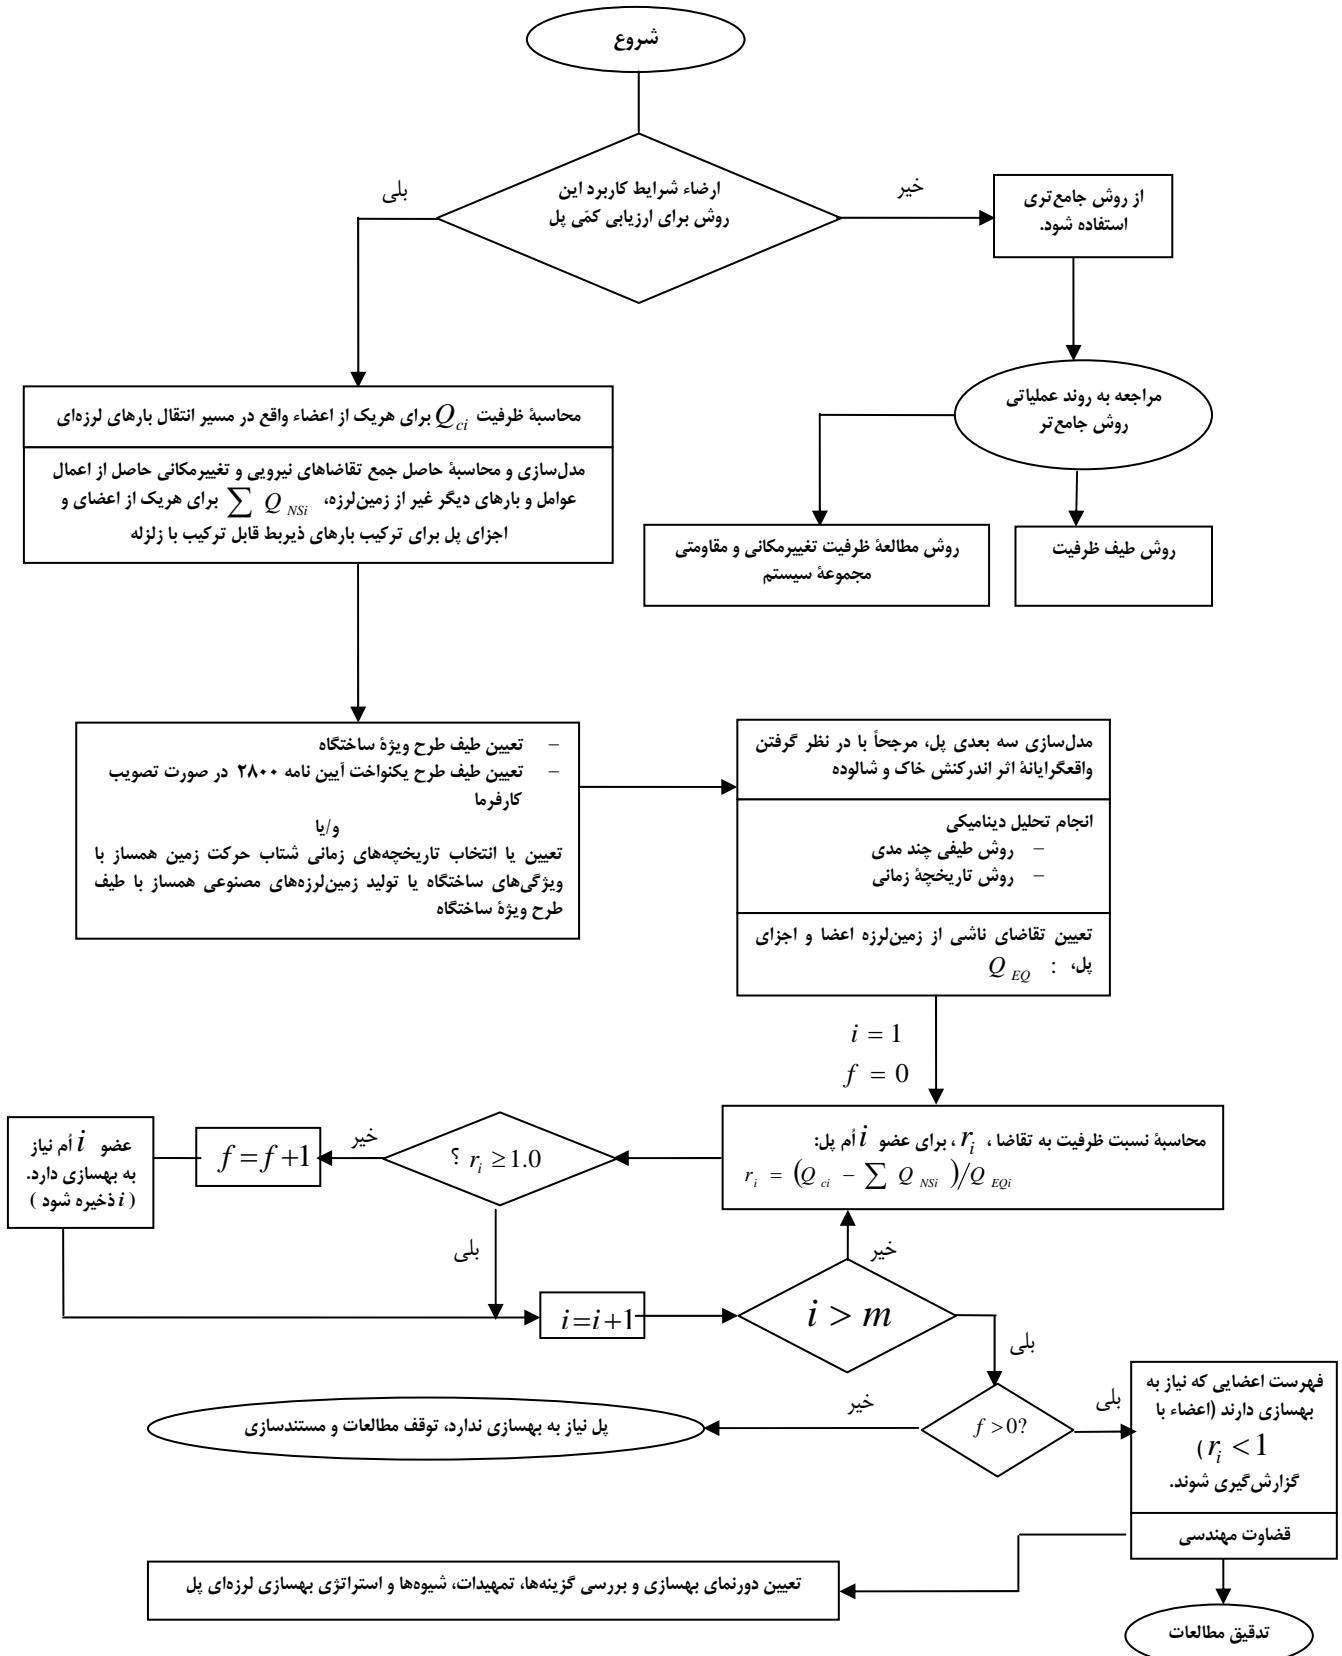 شروع
ارضاء شرایط کاربرد این
روش برای ارزیابی کمّی پل
بلی
خیر
از روش جامع‌تری
استفاده شود.
مراجعه به روند عملیاتی
روش جامع‌تر
روش مطالعهٔ ظرفیت تغییرمکانی و مقاومتی
مجموعهٔ سیستم
روش طیف ظرفیت
محاسبهٔ ظرفیت Q_{ci} برای هریک از اعضاء واقع در مسیر انتقال بارهای لرزه‌ای
مدل‌سازی و محاسبهٔ حاصل جمع تقاضاهای نیرویی و تغییرمکانی حاصل از اعمال
عوامل و بارهای دیگر غیر از زمین‌لرزه، ∑ Q_{NSi} برای هریک از اعضای و
اجزای پل برای ترکیب بارهای ذیربط قابل ترکیب با زلزله
– تعیین طیف طرح ویژهٔ ساختگاه
– تعیین طیف طرح یکنواخت آیین نامه ۲۸۰۰ در صورت تصویب
کارفرما
و/یا
تعیین یا انتخاب تاریخچه‌های زمانی شتاب حرکت زمین همساز با
ویژگی‌های ساختگاه یا تولید زمین‌لرزه‌های مصنوعی همساز با طیف
طرح ویژهٔ ساختگاه
مدل‌سازی سه بعدی پل، مرجحاً با در نظر گرفتن
واقعگرایانهٔ اثر اندرکنش خاک و شالوده
انجام تحلیل دینامیکی
– روش طیفی چند مدی
– روش تاریخچهٔ زمانی
تعیین تقاضای ناشی از زمین‌لرزه اعضا و اجزای
پل، : Q_{EQ}
i = 1
f = 0
محاسبهٔ نسبت ظرفیت به تقاضا ، r_i ، برای عضو i اُم پل:
r_i = (Q_{ci} − ∑ Q_{NSi})/Q_{EQi}
r_i ≥ 1.0 ؟
خیر
f = f + 1
عضو i اُم نیاز
به بهسازی دارد.
( i ذخیره شود )
بلی
i = i + 1
i > m
خیر
بلی
f > 0?
خیر
بلی
پل نیاز به بهسازی ندارد، توقف مطالعات و مستندسازی
فهرست اعضایی که نیاز به
بهسازی دارند (اعضاء با
r_i < 1 )
گزارش‌گیری شوند.
قضاوت مهندسی
تعیین دورنمای بهسازی و بررسی گزینه‌ها، تمهیدات، شیوه‌ها و استراتژی بهسازی لرزه‌ای پل
تدقیق مطالعات